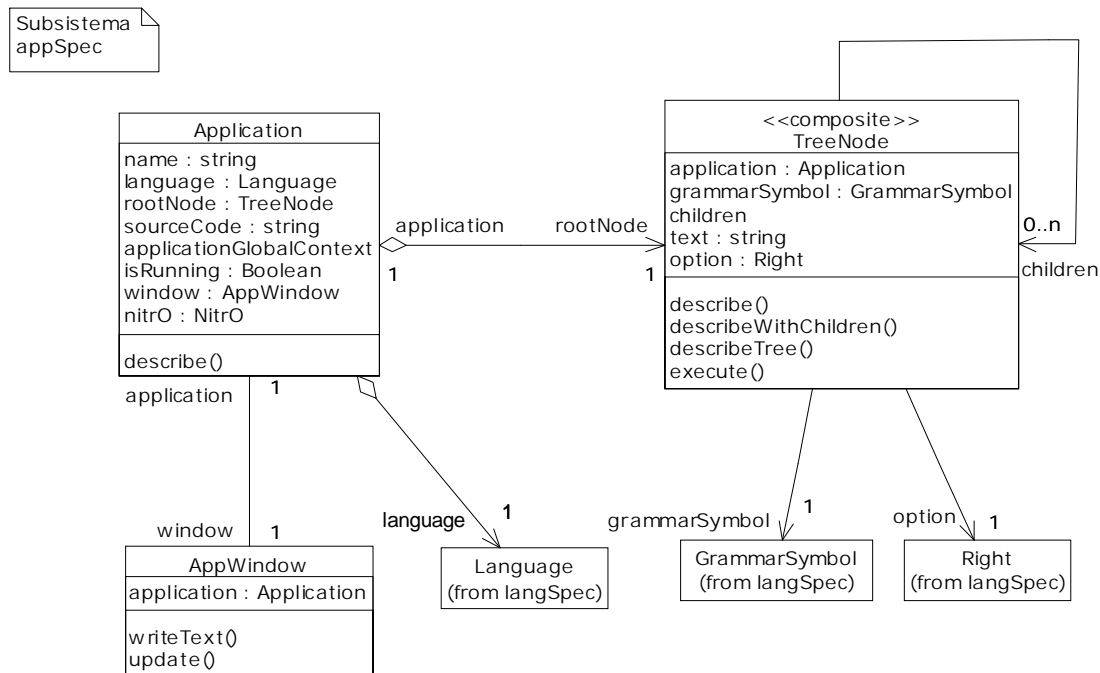 Subsistema
appSpec
Application
name : string
language : Language
rootNode : TreeNode
sourceCode : string
applicationGlobalContext
isRunning : Boolean
window : AppWindow
nitrO : NitrO
describe()
<<composite>>
TreeNode
application : Application
grammarSymbol : GrammarSymbol
children
text : string
option : Right
describe()
describeWithChildren()
describeTree()
execute()
application
rootNode
1
1
0..n
children
application
1
window
1
AppWindow
application : Application
writeText()
update()
language
1
Language
(from langSpec)
grammarSymbol
1
GrammarSymbol
(from langSpec)
option
1
Right
(from langSpec)